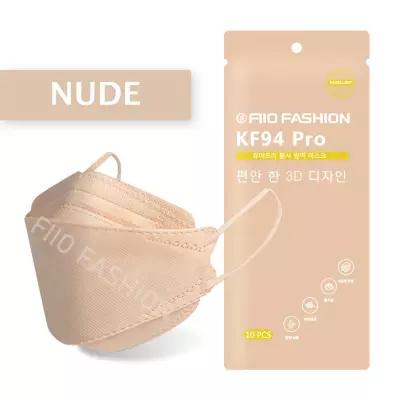 NUDE
FIIO FASHION
KF94 Pro
편안 한 3D 디자인
10 PCS
FIIO FASHION